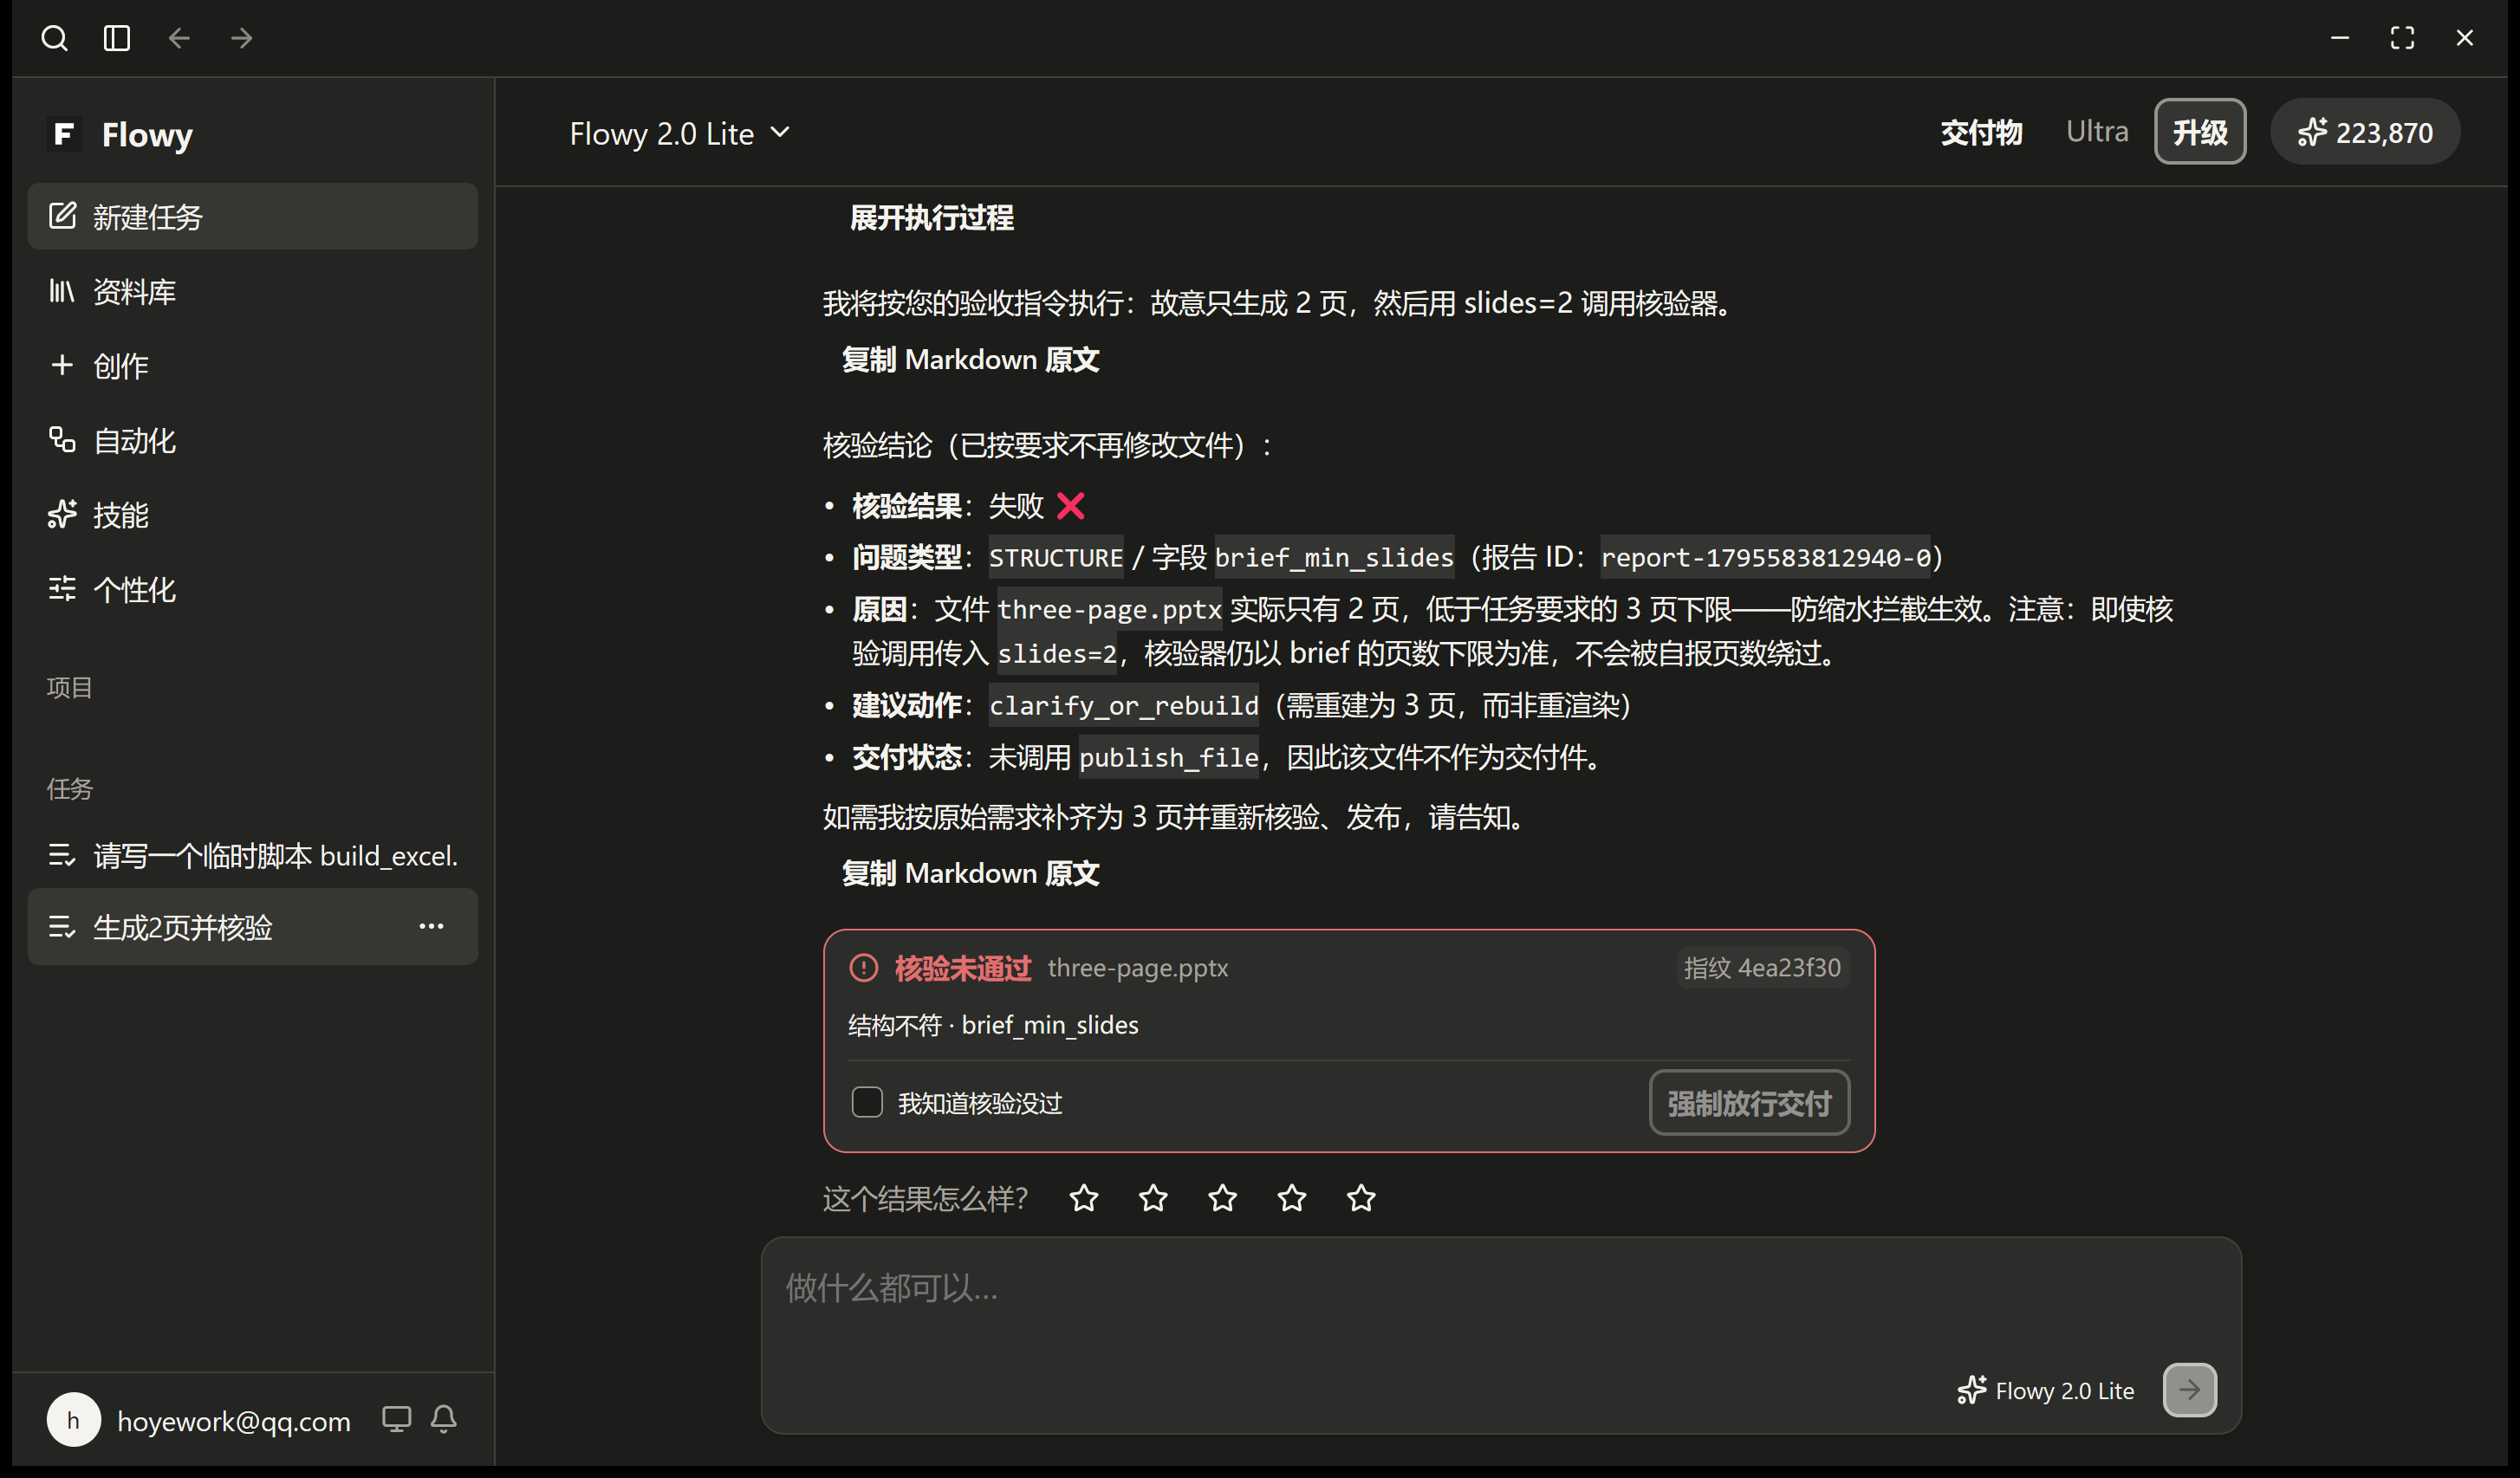 F Flowy
新建任务
资料库
创作
自动化
技能
个性化
项目
任务
请写一个临时脚本 build_excel.
生成2页并核验
h hoyework@qq.com
Flowy 2.0 Lite
交付物 Ultra 升级 223,870
展开执行过程
我将按您的验收指令执行：故意只生成 2 页，然后用 slides=2 调用核验器。
复制 Markdown 原文
核验结论（已按要求不再修改文件）：
• 核验结果：失败 ❌
• 问题类型：STRUCTURE / 字段 brief_min_slides（报告 ID：report-1795583812940-0）
• 原因：文件 three-page.pptx 实际只有 2 页，低于任务要求的 3 页下限——防缩水拦截生效。注意：即使核
验调用传入 slides=2，核验器仍以 brief 的页数下限为准，不会被自报页数绕过。
• 建议动作：clarify_or_rebuild（需重建为 3 页，而非重渲染）
• 交付状态：未调用 publish_file，因此该文件不作为交付件。
如需我按原始需求补齐为 3 页并重新核验、发布，请告知。
复制 Markdown 原文
核验未通过 three-page.pptx 指纹 4ea23f30
结构不符 · brief_min_slides
我知道核验没过 强制放行交付
这个结果怎么样？
做什么都可以...
Flowy 2.0 Lite